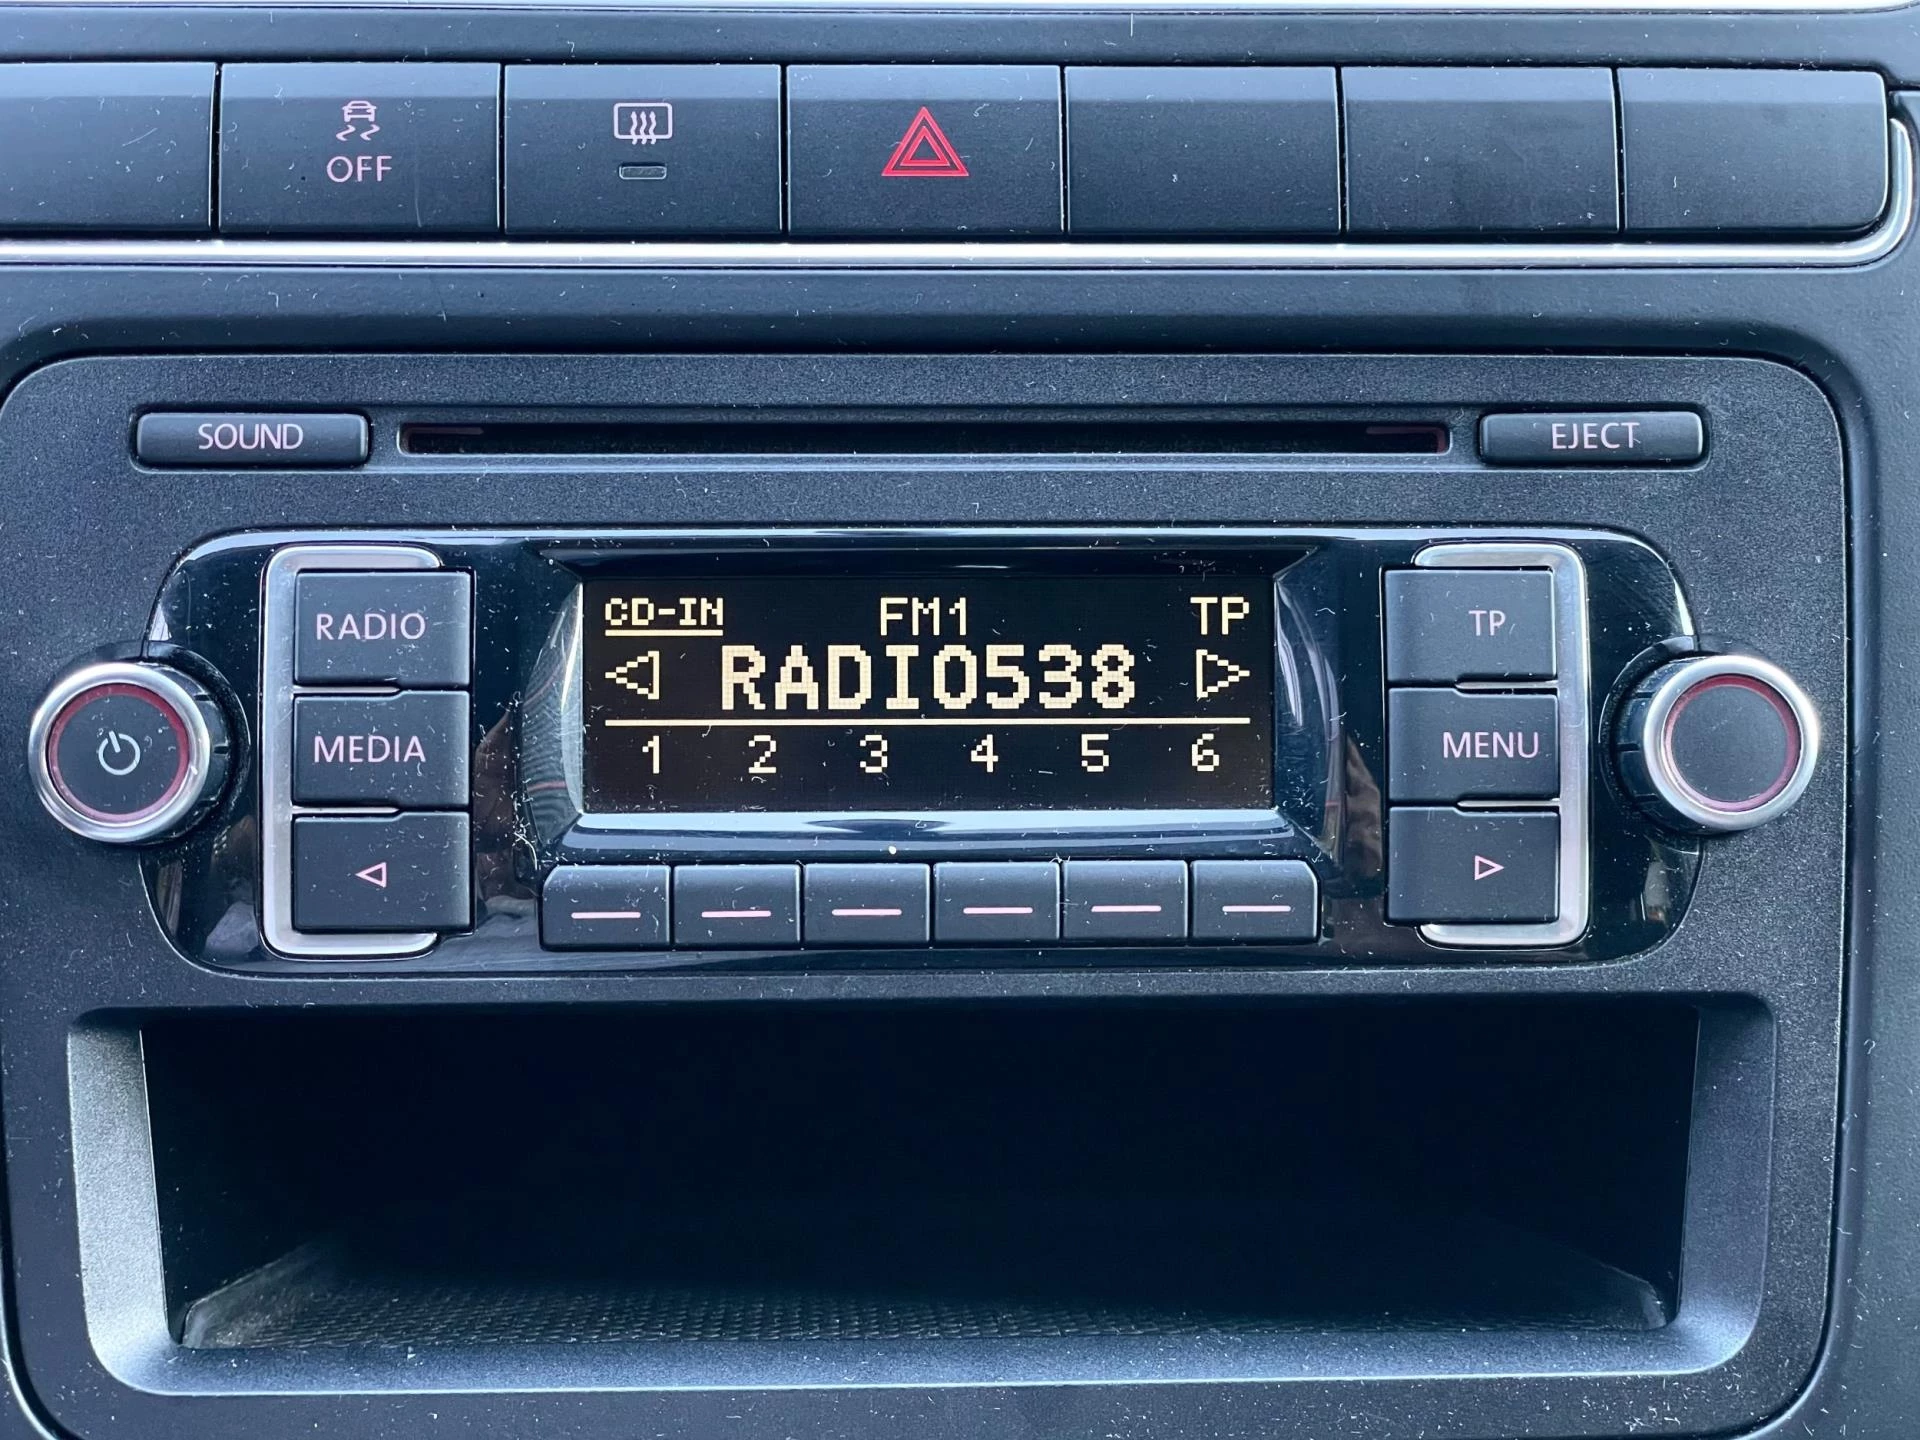 OFF
SOUND
EJECT
RADIO
MEDIA
CD-IN FM1 TP
RADIO538
1 2 3 4 5 6
TP
MENU